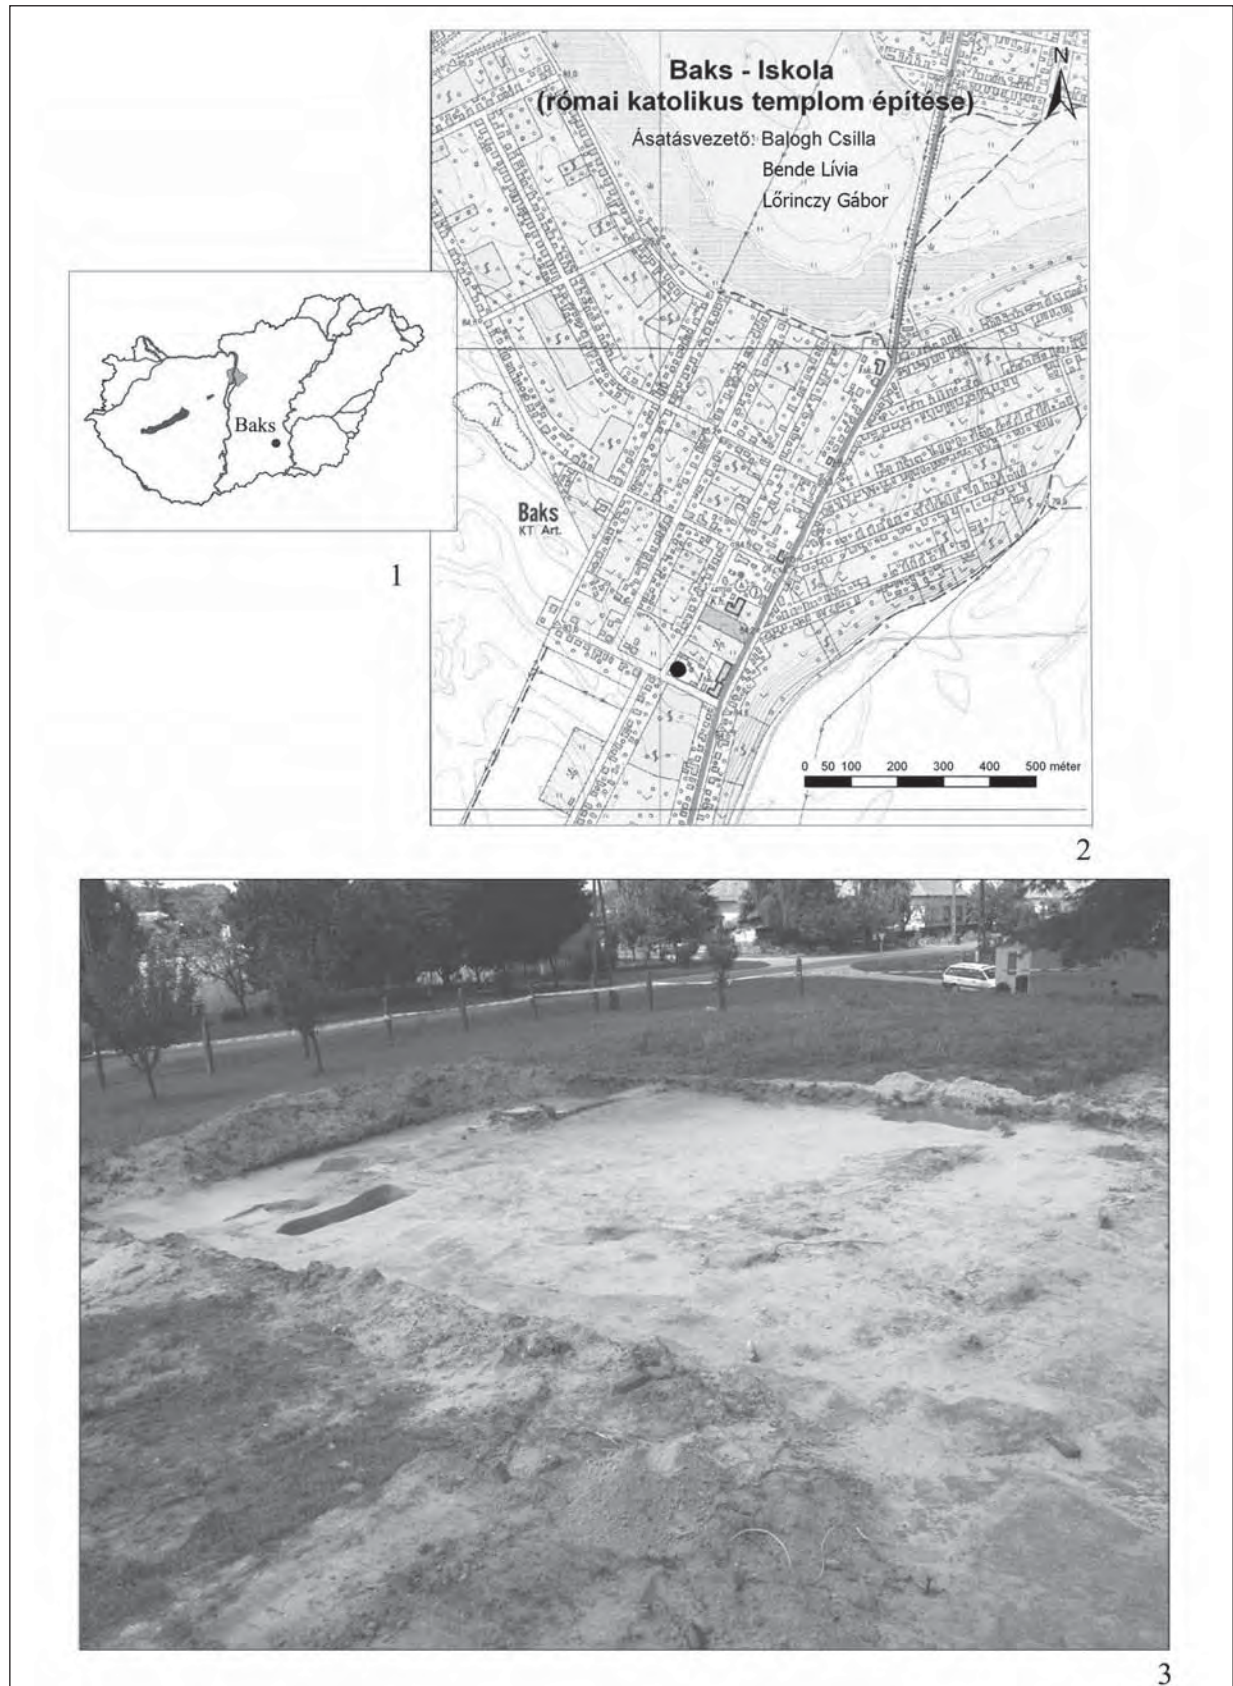 Baks - Iskola
(római katolikus templom építése)
Ásatásvezető: Balogh Csilla
Bende Lívia
Lőrinczy Gábor
N
Baks
1
Baks
KT Art.
0 50 100 200 300 400 500 méter
2
3